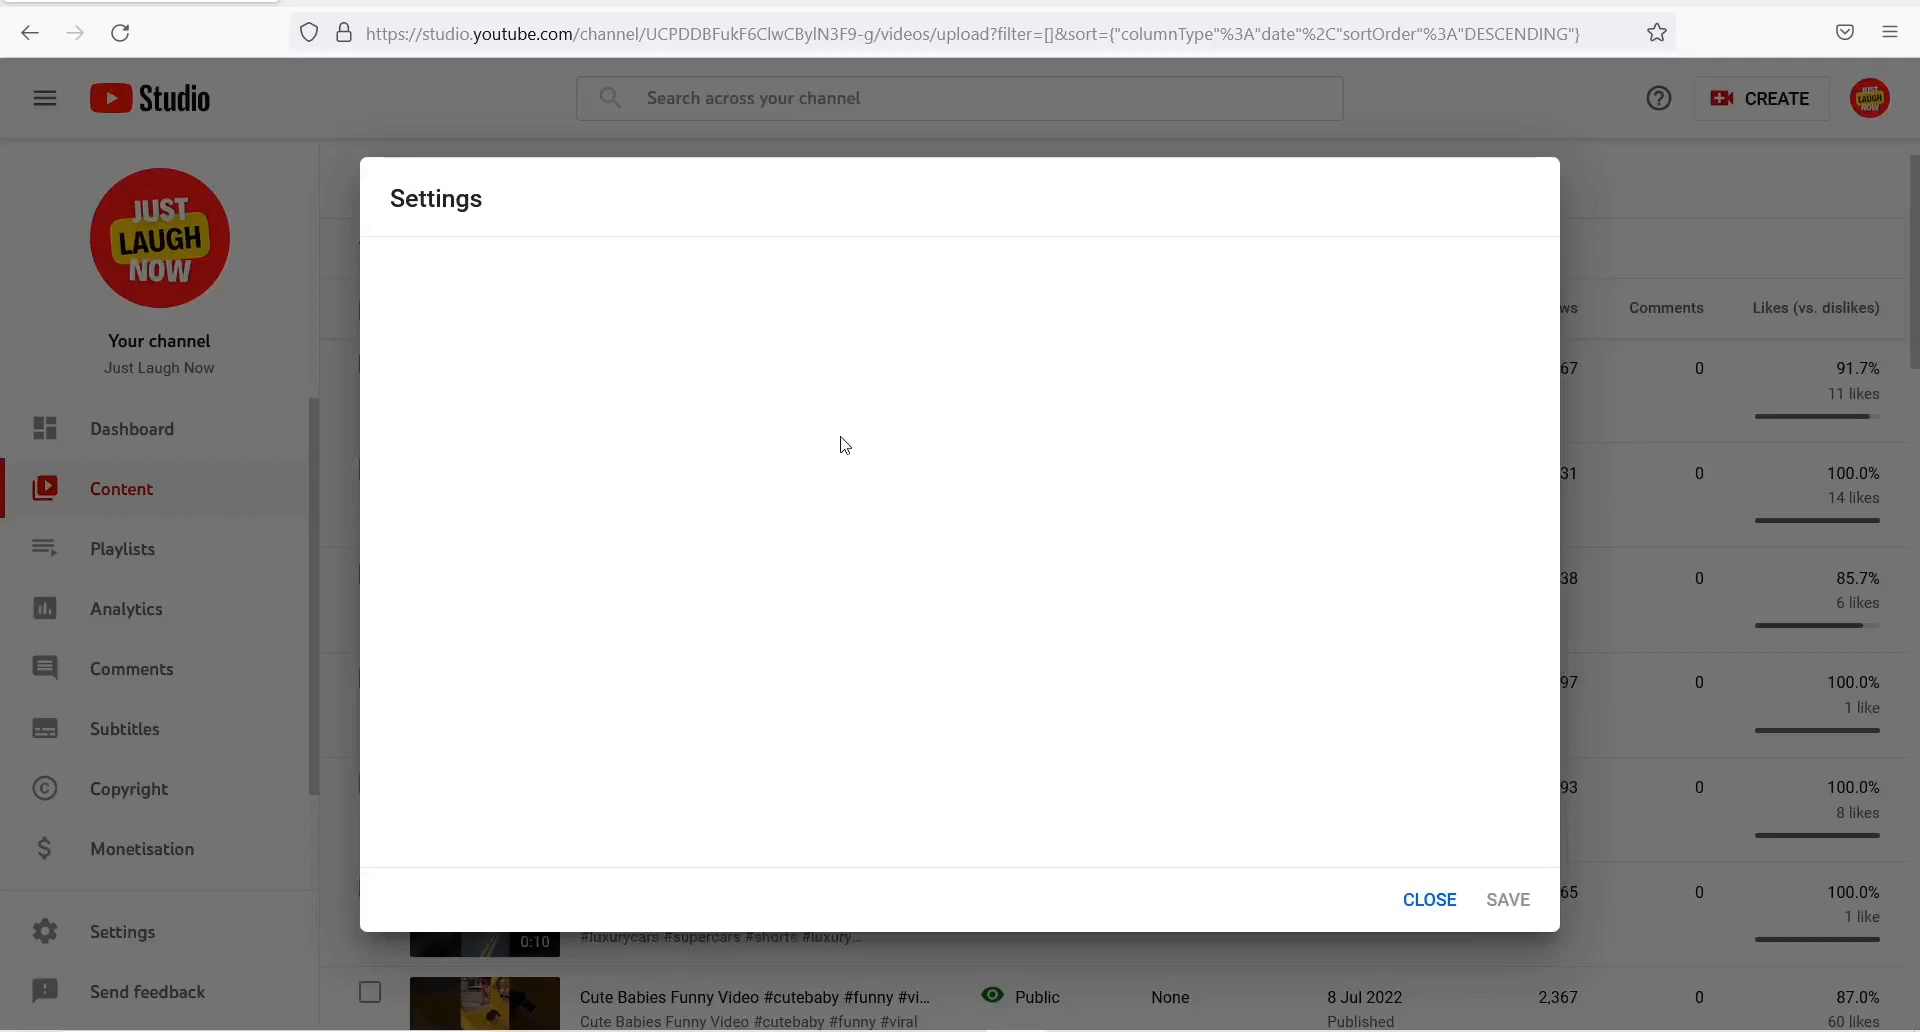 https://studio.youtube.com/channel/UCPDDBFukF6ClwCBylN3F9-g/videos/upload?filter=[]&sort={"columnType"%3A"date"%2C"sortOrder"%3A"DESCENDING"}
Studio
Search across your channel
CREATE
JUST LAUGH NOW
JUST
LAUGH
NOW
Your channel
Just Laugh Now
Dashboard
Content
Playlists
Analytics
Comments
Subtitles
Copyright
Monetisation
Settings
Send feedback
Settings
CLOSE SAVE
ws Comments Likes (vs. dislikes)
67 0 91.7%
11 likes
31 0 100.0%
14 likes
38 0 85.7%
6 likes
97 0 100.0%
1 like
93 0 100.0%
8 likes
65 0 100.0%
1 like
0:10 #luxurycars #supercars #shorts #luxury...
Cute Babies Funny Video #cutebaby #funny #vi... Public None 8 Jul 2022 2,367 0 87.0%
Cute Babies Funny Video #cutebaby #funny #viral Published 60 likes